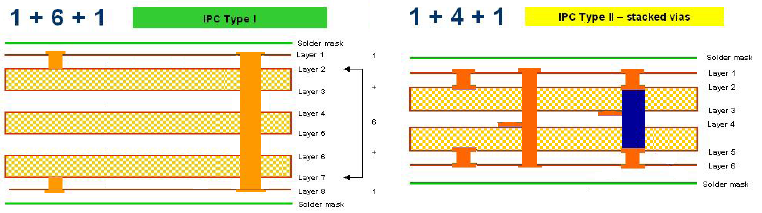 1 + 6 + 1
IPC Type I
Solder mask
Layer 1
Layer 2
Layer 3
Layer 4
Layer 5
Layer 6
Layer 7
Layer 8
Solder mask
1
+
6
+
1
1 + 4 + 1
IPC Type II – stacked vias
Solder mask
Layer 1
Layer 2
Layer 3
Layer 4
Layer 5
Layer 6
Solder mask